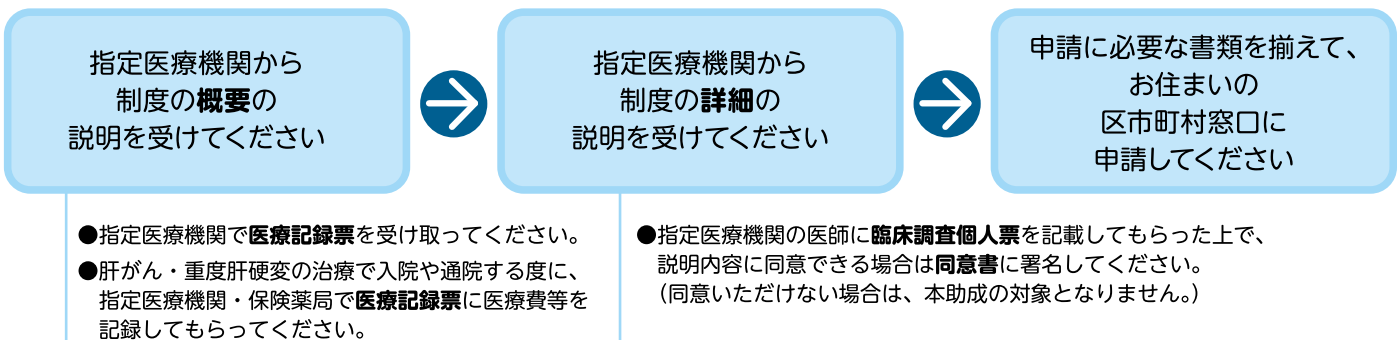 指定医療機関から
制度の概要の
説明を受けてください
指定医療機関から
制度の詳細の
説明を受けてください
申請に必要な書類を揃えて、
お住まいの
区市町村窓口に
申請してください
●指定医療機関で医療記録票を受け取ってください。
●肝がん・重度肝硬変の治療で入院や通院する度に、
指定医療機関・保険薬局で医療記録票に医療費等を
記録してもらってください。
●指定医療機関の医師に臨床調査個人票を記載してもらった上で、
説明内容に同意できる場合は同意書に署名してください。
（同意いただけない場合は、本助成の対象となりません。）